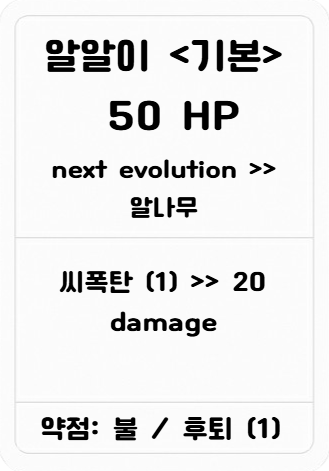 알알이 <기본>
50 HP
next evolution >>
알나무
씨폭탄 (1) >> 20
damage
약점: 불 / 후퇴 (1)